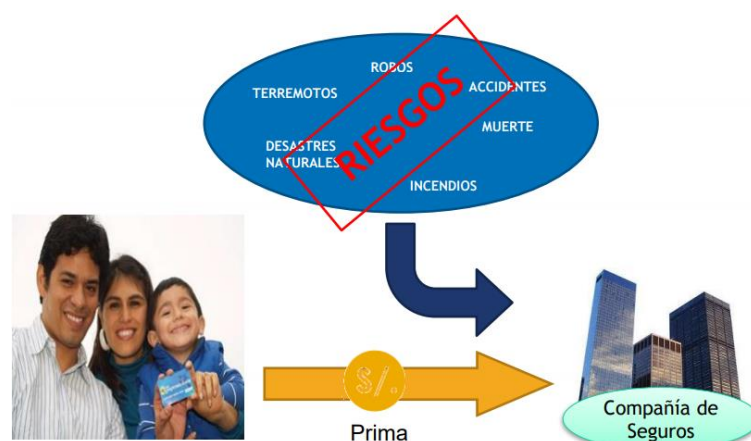 ROBOS
TERREMOTOS
ACCIDENTES
RIESGOS
MUERTE
DESASTRES
NATURALES
INCENDIOS
S/.
Prima
Compañía de
Seguros